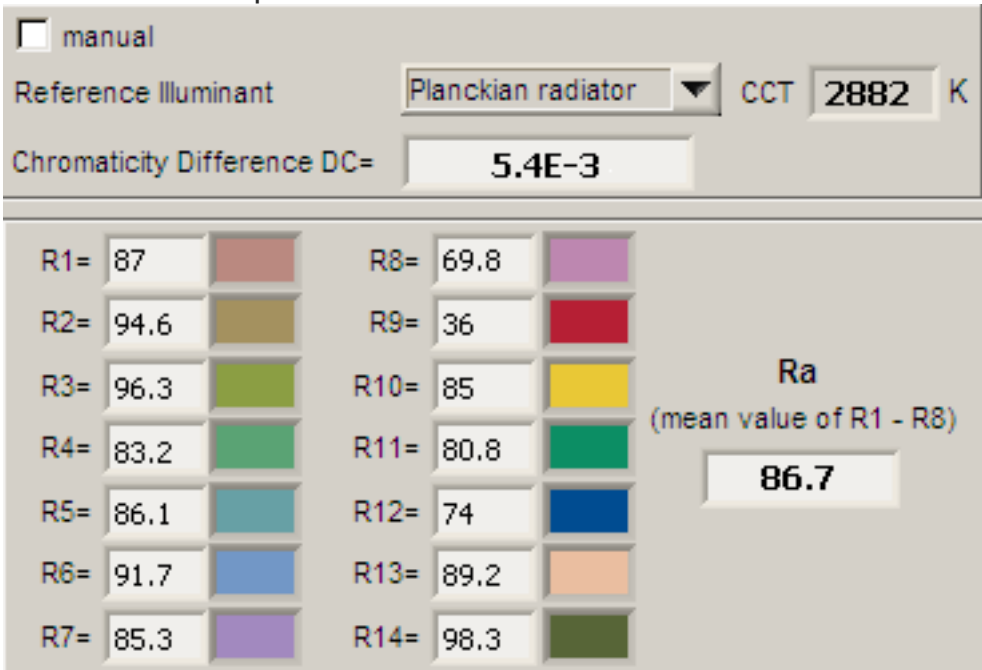 manual
Reference Illuminant Planckian radiator CCT 2882 K
Chromaticity Difference DC= 5.4E-3
R1= 87 R8= 69.8
R2= 94.6 R9= 36
R3= 96.3 R10= 85
Ra
(mean value of R1 - R8)
R4= 83.2 R11= 80.8
86.7
R5= 86.1 R12= 74
R6= 91.7 R13= 89.2
R7= 85.3 R14= 98.3